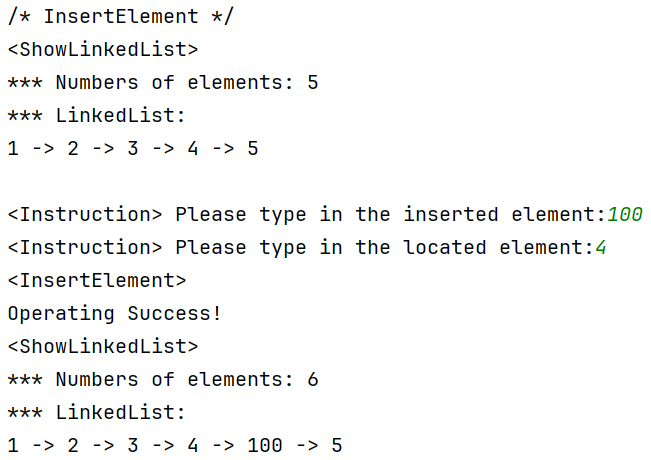 /* InsertElement */
<ShowLinkedList>
*** Numbers of elements: 5
*** LinkedList:
1 -> 2 -> 3 -> 4 -> 5
<Instruction> Please type in the inserted element:100
<Instruction> Please type in the located element:4
<InsertElement>
Operating Success!
<ShowLinkedList>
*** Numbers of elements: 6
*** LinkedList:
1 -> 2 -> 3 -> 4 -> 100 -> 5